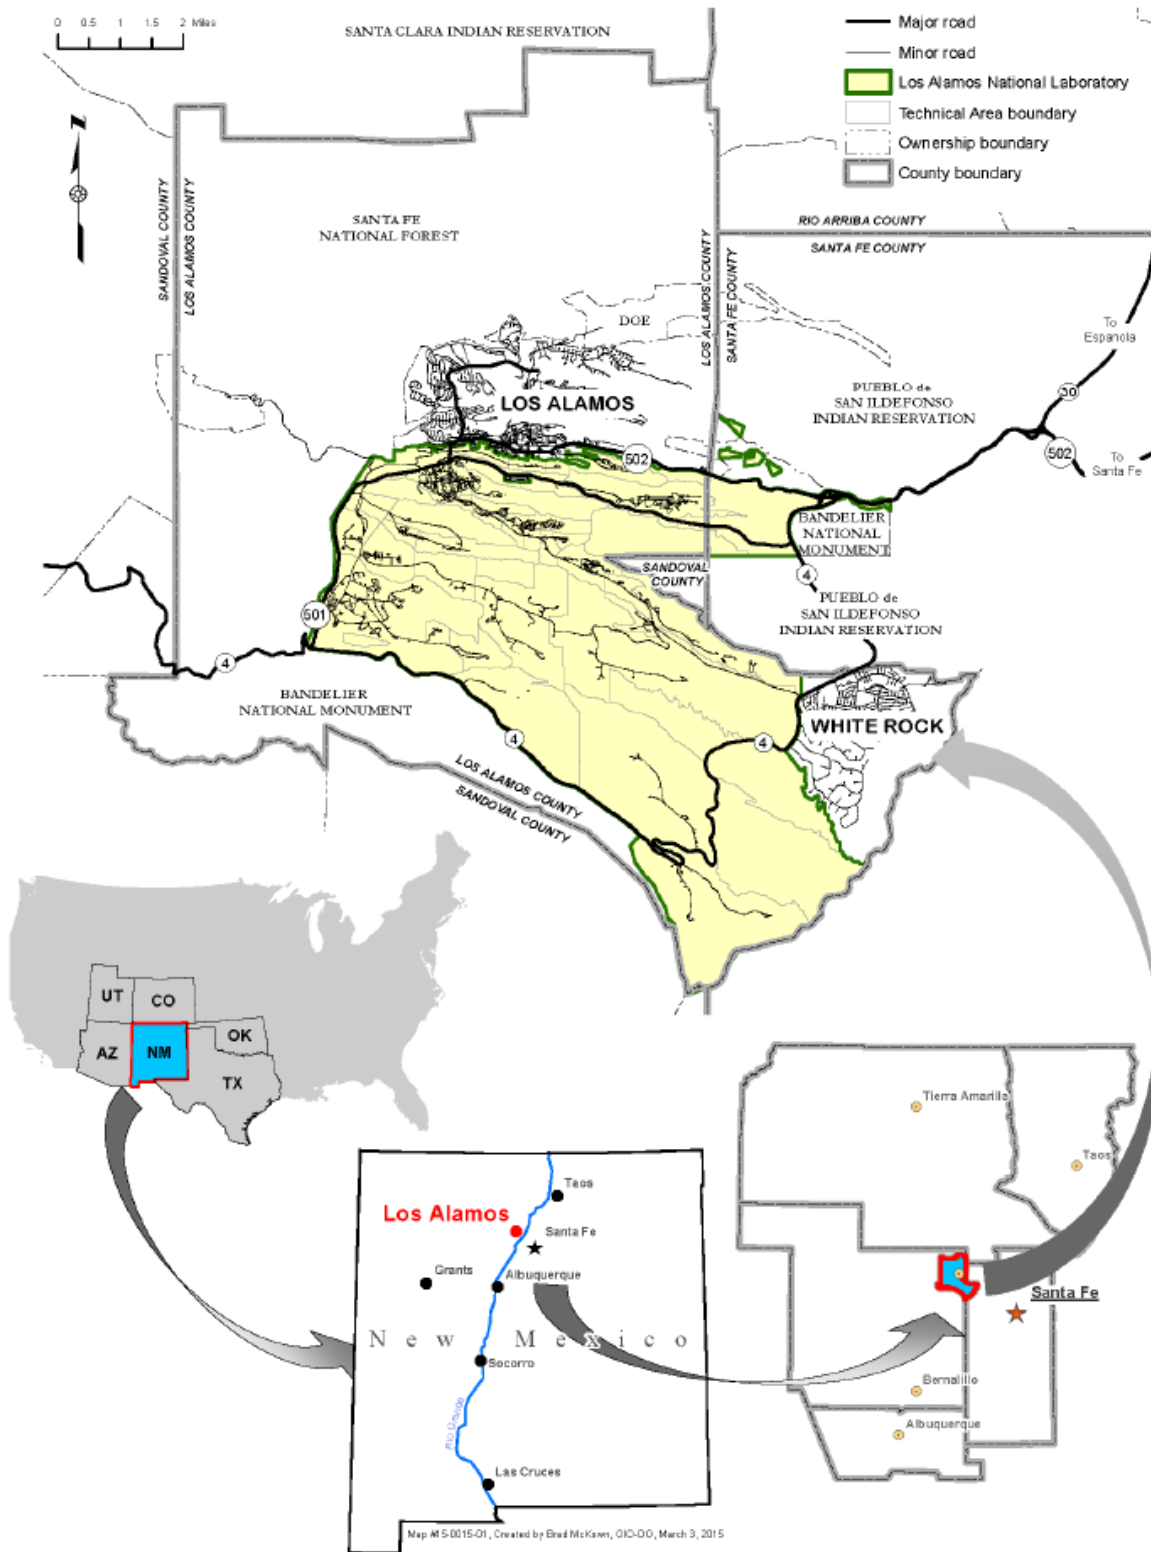 0 0.5 1 1.5 2 Miles
SANTA CLARA INDIAN RESERVATION
Major road
Minor road
Los Alamos National Laboratory
Technical Area boundary
Ownership boundary
County boundary
SANDOVAL COUNTY
LOS ALAMOS COUNTY
SANTA FE
NATIONAL FOREST
RIO ARRIBA COUNTY
SANTA FE COUNTY
LOS ALAMOS COUNTY
SANTA FE COUNTY
DOE
To
Espanola
PUEBLO de
SAN ILDEFONSO
INDIAN RESERVATION
30
LOS ALAMOS
502
502
To
Santa Fe
BANDELIER
NATIONAL
MONUMENT
SANDOVAL
COUNTY
4
PUEBLO de
SAN ILDEFONSO
INDIAN RESERVATION
501
4
BANDELIER
NATIONAL MONUMENT
WHITE ROCK
4
4
LOS ALAMOS COUNTY
SANDOVAL COUNTY
UT
CO
AZ
NM
OK
TX
Tierra Amarilla
Taos
Taos
Los Alamos
Santa Fe
Grants
Albuquerque
Santa Fe
New Mexico
Socorro
Bernalillo
Rio Grande
Albuquerque
Las Cruces
Map #15-0015-01, Created by Brad McKown, GIO-DO, March 3, 2015